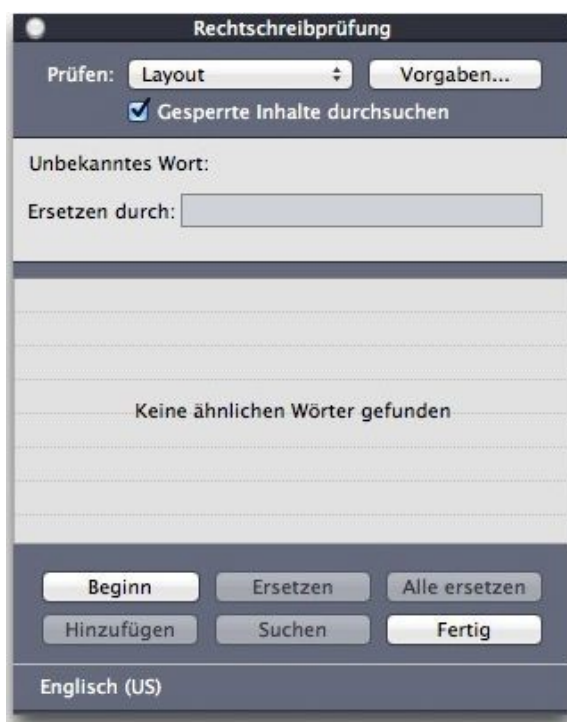 Rechtschreibprüfung
Prüfen: Layout Vorgaben...
Gesperrte Inhalte durchsuchen
Unbekanntes Wort:
Ersetzen durch:
Keine ähnlichen Wörter gefunden
Beginn Ersetzen Alle ersetzen
Hinzufügen Suchen Fertig
Englisch (US)